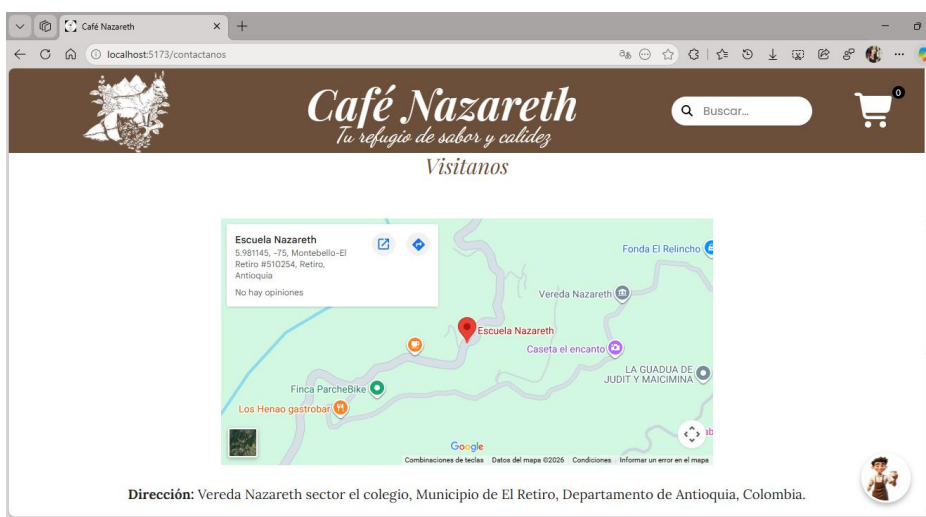 Café Nazareth
localhost:5173/contactanos
Café Nazareth
Tu refugio de sabor y calidez
Buscar...
0
Visitanos
Escuela Nazareth
5.981145, -75, Montebello-El
Retiro #510254, Retiro,
Antioquia
No hay opiniones
Fonda El Relincho
Vereda Nazareth
Escuela Nazareth
Caseta el encanto
LA GUADUA DE
JUDIT Y MAICIMINA
Finca ParcheBike
Los Henao gastrobar
Google
Combinaciones de teclas Datos del mapa ©2026 Condiciones Informar un error en el mapa
Dirección: Vereda Nazareth sector el colegio, Municipio de El Retiro, Departamento de Antioquia, Colombia.